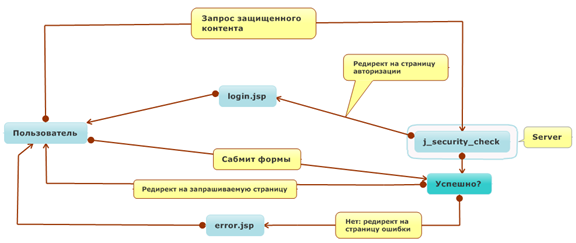 Запрос защищенного
контента
Редирект на страницу
авторизации
login.jsp
Пользователь
j_security_check
Server
Сабмит формы
Успешно?
Редирект на запрашиваемую страницу
error.jsp
Нет: редирект на
страницу ошибки